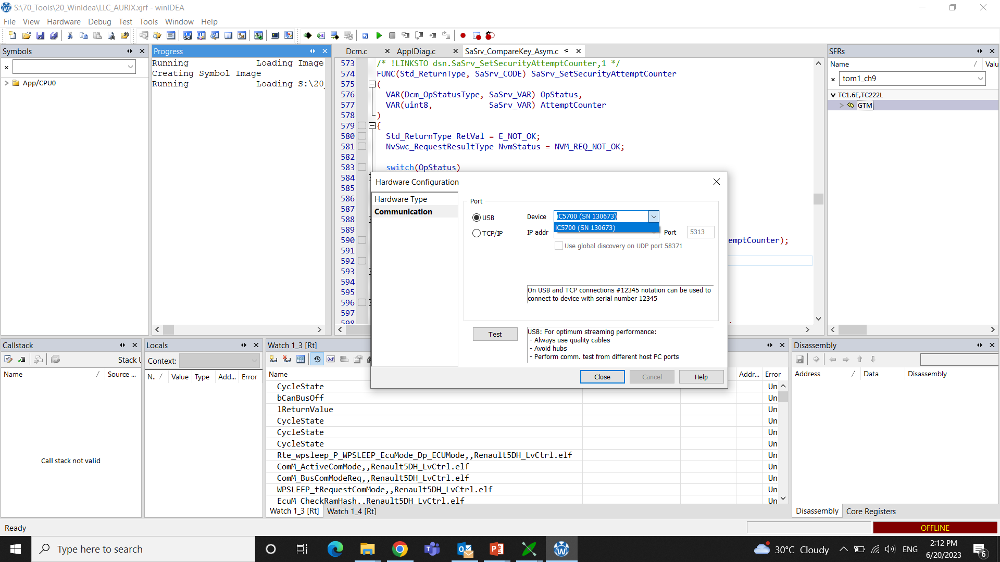 S:\70_Tools\20_WinIdea\LLC_AURIX.xjrf - winIDEA
File View Hardware Debug Test Tools Window Help
Symbols
App/CPU0
Progress
Running Loading Image
Creating Symbol Image
Running Loading S:\20_
Dcm.c ApplDiag.c SaSrv_CompareKey_Asym.c
573 /* !LINKSTO dsn.SaSrv_SetSecurityAttemptCounter,1 */
574 FUNC(Std_ReturnType, SaSrv_CODE) SaSrv_SetSecurityAttemptCounter
575 (
576 VAR(Dcm_OpStatusType, SaSrv_VAR) OpStatus,
577 VAR(uint8, SaSrv_VAR) AttemptCounter
578 )
579 {
580 Std_ReturnType RetVal = E_NOT_OK;
581 NvSwc_RequestResultType NvmStatus = NVM_REQ_NOT_OK;
582
583 switch(OpStatus)
584
585
586
587
588
589
590 emptCounter);
591
592
593
594
595
596
597
598
SFRs
Name / Valu
tom1_ch9
TC1.6E,TC222L
GTM
Hardware Configuration
Hardware Type
Communication
Port
USB
TCP/IP
Device iC5700 (SN 130673)
iC5700 (SN 130673)
IP addr Port 5313
Use global discovery on UDP port 58371
On USB and TCP connections #12345 notation can be used to
connect to device with serial number 12345
Test
USB: For optimum streaming performance:
- Always use quality cables
- Avoid hubs
- Perform comm. test from different host PC ports
Close Cancel Help
Callstack
Stack U
Name / Source ...
Call stack not valid
Locals
Context:
N.. / Value Type Add... Error
Watch 1_3 [Rt]
Name Addr... Error
CycleState Un
bCanBusOff Un
lReturnValue Un
CycleState Un
CycleState Un
CycleState Un
Rte_wpsleep_P_WPSLEEP_EcuMode_Dp_ECUMode,,Renault5DH_LvCtrl.elf Un
ComM_ActiveComMode,,Renault5DH_LvCtrl.elf Un
ComM_BusComModeReq,,Renault5DH_LvCtrl.elf Un
WPSLEEP_tRequestComMode,,Renault5DH_LvCtrl.elf Un
EcuM_CheckRamHash,,Renault5DH_LvCtrl.elf Un
Watch 1_3 [Rt] Watch 1_4 [Rt]
Disassembly
Address / Data Disassembly
Disassembly Core Registers
Ready
OFFLINE
Type here to search
30°C Cloudy
ENG
2:12 PM
6/20/2023
6